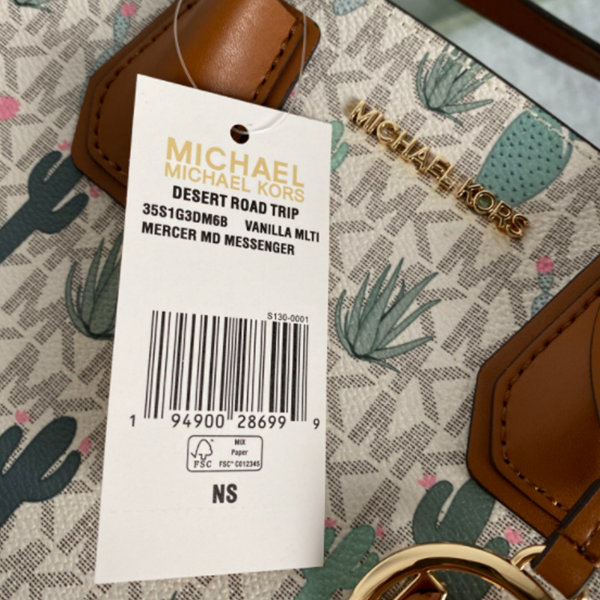 MICHAEL
MICHAEL KORS
DESERT ROAD TRIP
35S1G3DM6B VANILLA MLTI
MERCER MD MESSENGER
S130-0001
1 94900 28699 9
FSC
MIX
Paper
FSC® C012345
NS
MICHAEL KORS